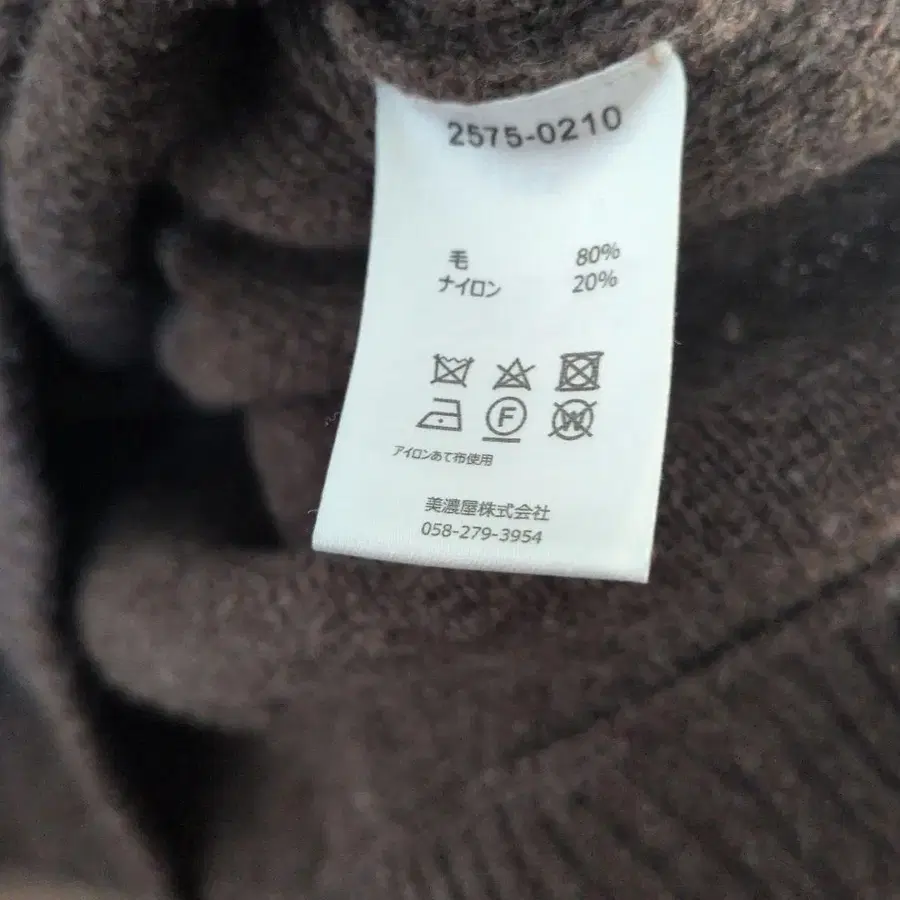 2575-0210
毛 80%
ナイロン 20%
F W
アイロンあて布使用
美濃屋株式会社
058-279-3954